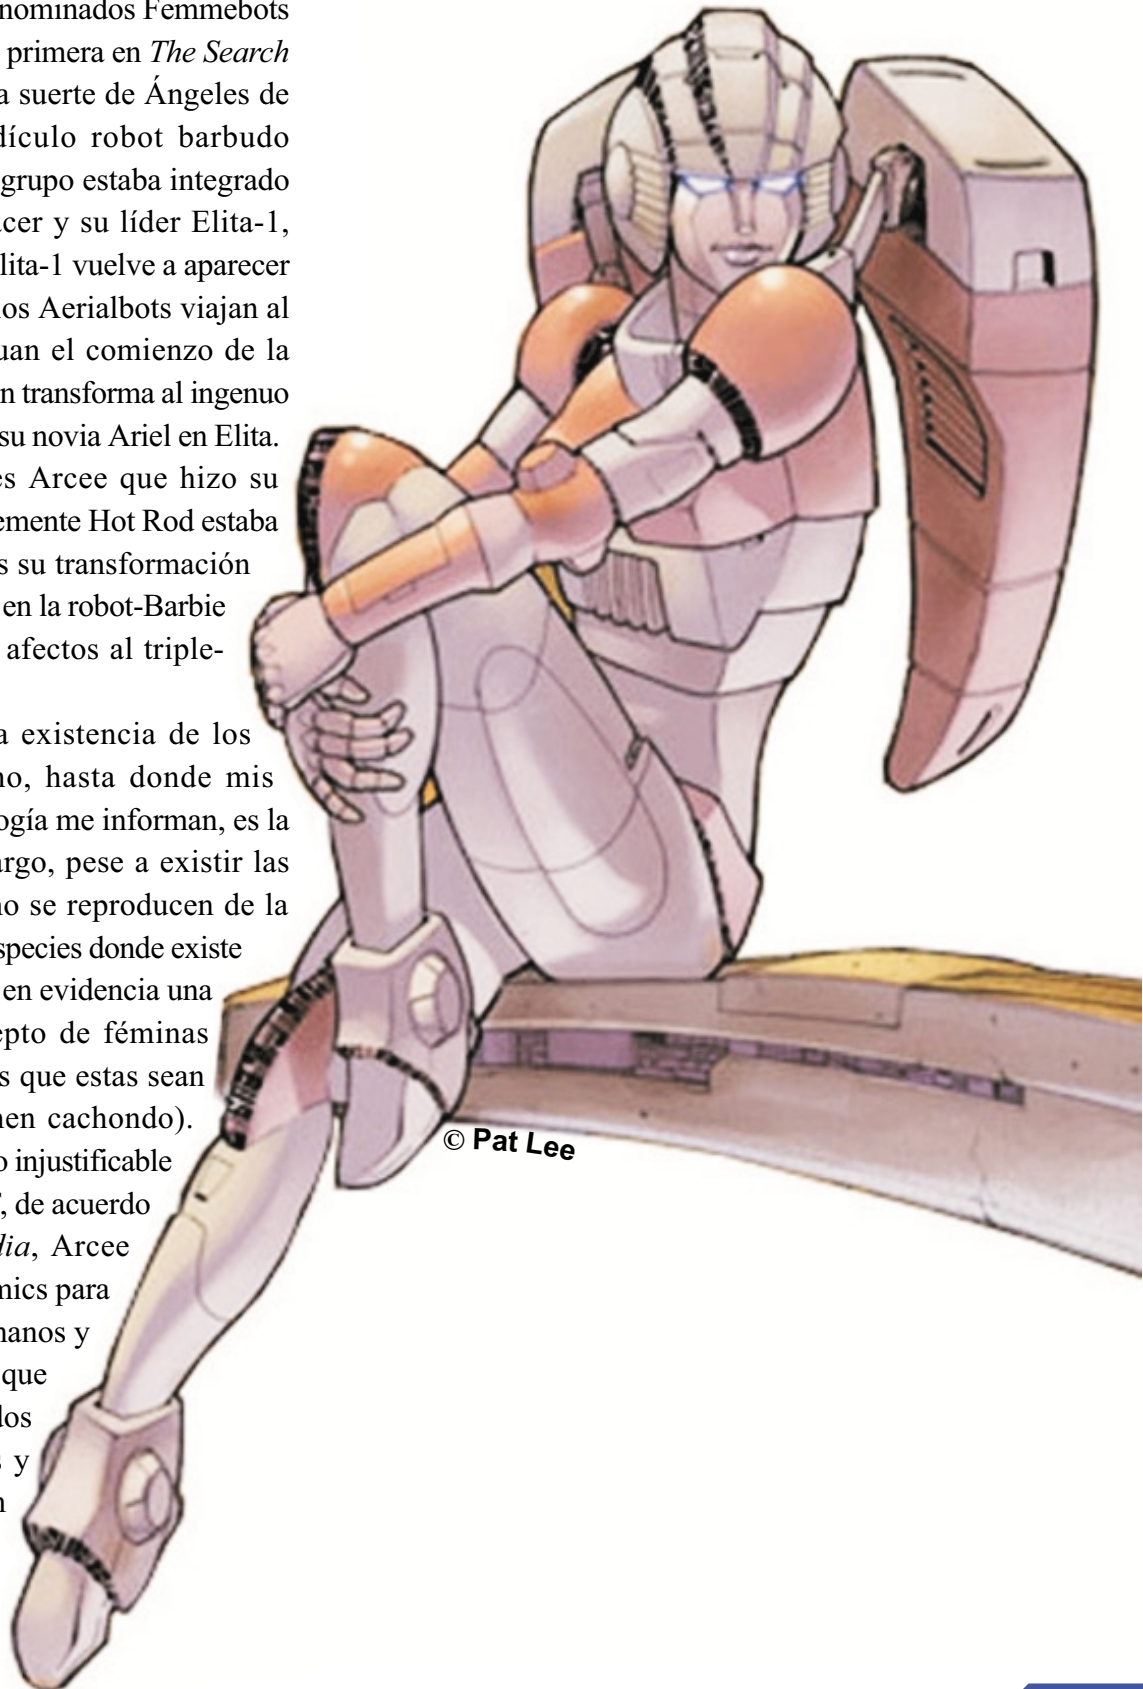 nominados Femmebots
primera en The Search
a suerte de Ángeles de
dículo robot barbudo
grupo estaba integrado
cer y su líder Elita-1,
lita-1 vuelve a aparecer
los Aerialbots viajan al
uan el comienzo de la
n transforma al ingenuo
su novia Ariel en Elita.
es Arcee que hizo su
emente Hot Rod estaba
s su transformación
en la robot-Barbie
afectos al triple-
a existencia de los
no, hasta donde mis
ogía me informan, es la
argo, pese a existir las
no se reproducen de la
species donde existe
en evidencia una
epto de féminas
s que estas sean
nen cachondo).
o injustificable
, de acuerdo
dia, Arcee
mics para
nanos y
que
dos
s y
n
© Pat Lee